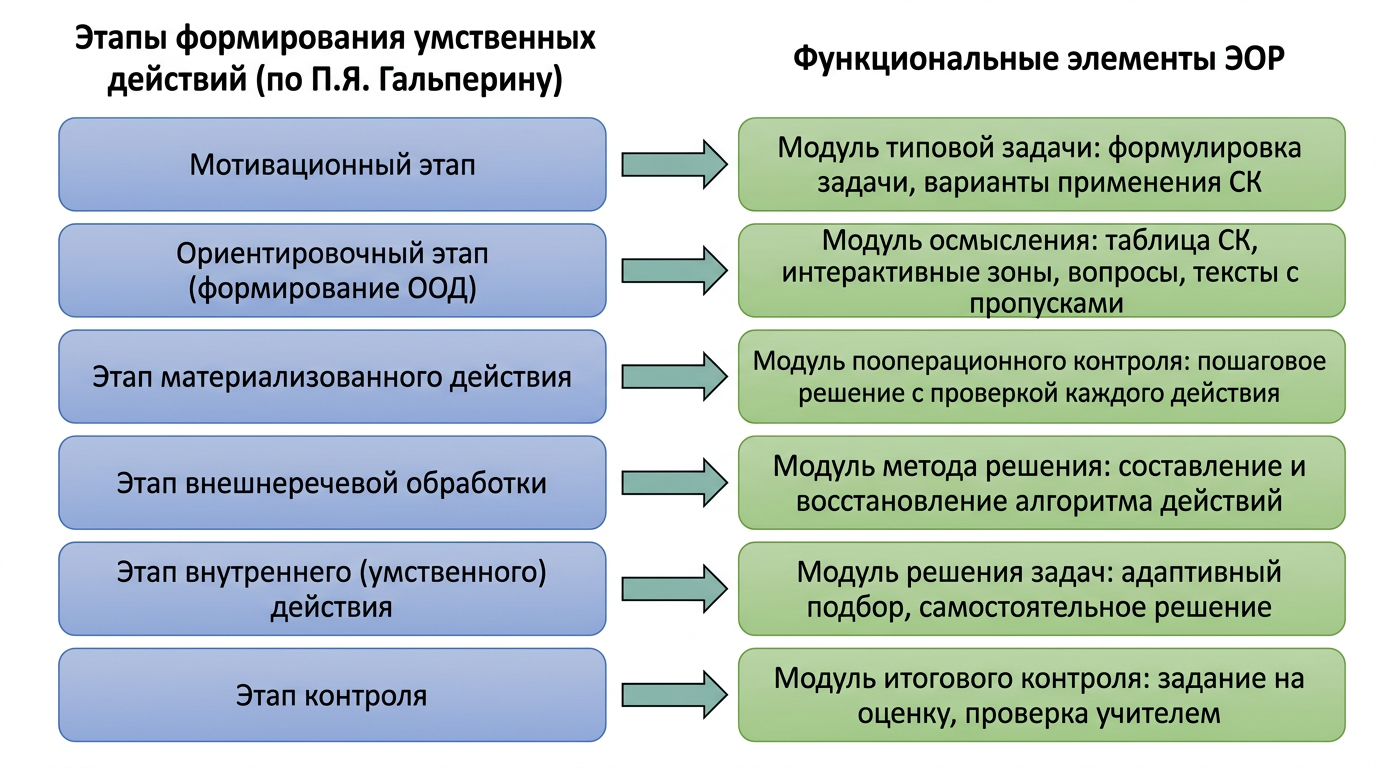 Этапы формирования умственных
действий (по П.Я. Гальперину)
Функциональные элементы ЭОР
Мотивационный этап
Модуль типовой задачи: формулировка
задачи, варианты применения СК
Ориентировочный этап
(формирование ООД)
Модуль осмысления: таблица СК,
интерактивные зоны, вопросы, тексты с
пропусками
Этап материализованного действия
Модуль пооперационного контроля: пошаговое
решение с проверкой каждого действия
Этап внешнеречевой обработки
Модуль метода решения: составление и
восстановление алгоритма действий
Этап внутреннего (умственного)
действия
Модуль решения задач: адаптивный
подбор, самостоятельное решение
Этап контроля
Модуль итогового контроля: задание на
оценку, проверка учителем